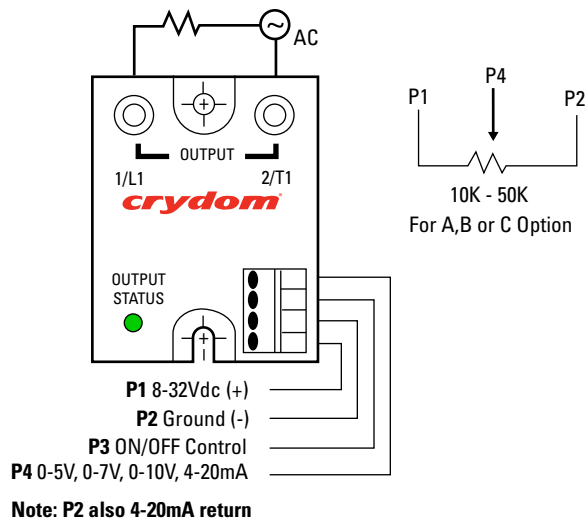 AC
OUTPUT
1/L1 2/T1
crydom
OUTPUT
STATUS
P1 8-32Vdc (+)
P2 Ground (-)
P3 ON/OFF Control
P4 0-5V, 0-7V, 0-10V, 4-20mA
Note: P2 also 4-20mA return
P1 P4 P2
10K - 50K
For A,B or C Option